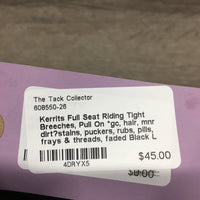 The Tack Collector
608550-26
Kerrits Full Seat Riding Tight
Breeches, Pull On *gc, hair, mnr
dirt?stains, puckers, rubs, pills,
frays & threads, faded Black L
4DRYX5
$45.00